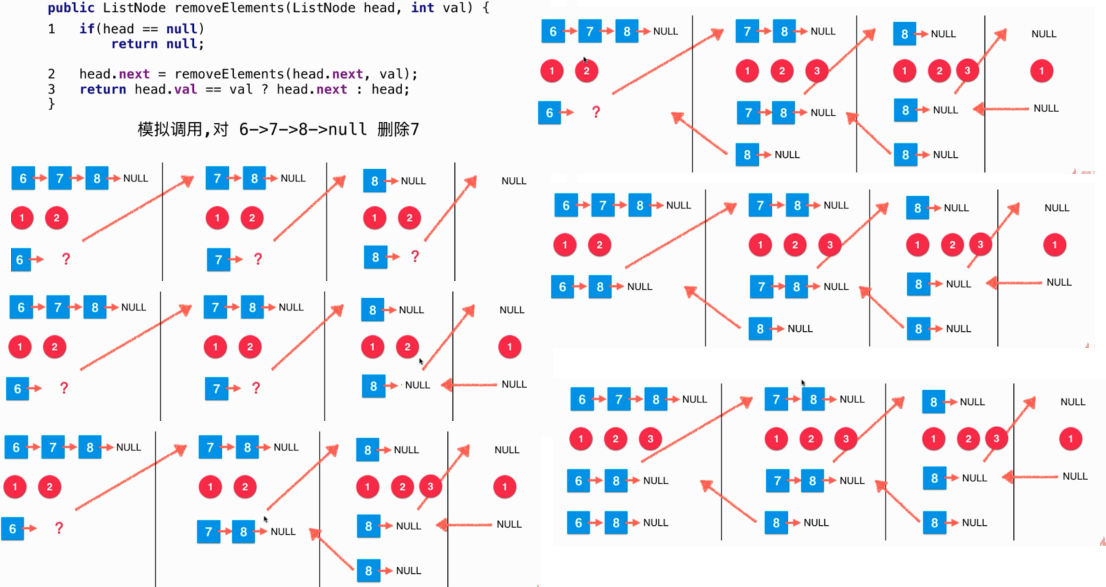 public ListNode removeElements(ListNode head, int val) {
1 if(head == null)
return null;
2 head.next = removeElements(head.next, val);
3 return head.val == val ? head.next : head;
}
模拟调用,对 6->7->8->null 删除7
6 7 8 NULL 7 8 NULL 8 NULL NULL
1 2 1 2 1 2
6 ? 7 ? 8 ?
6 7 8 NULL 7 8 NULL 8 NULL NULL
1 2 1 2 1 2 1
6 ? 7 ? 8 NULL NULL
6 7 8 NULL 7 8 NULL 8 NULL NULL
1 2 1 2 1 2 3 1
6 ? 7 8 NULL 8 NULL NULL
8 NULL
6 7 8 NULL 7 8 NULL 8 NULL NULL
1 2 1 2 3 1 2 3 1
6 ? 7 8 NULL 8 NULL NULL
8 NULL 8 NULL
6 7 8 NULL 7 8 NULL 8 NULL NULL
1 2 1 2 3 1 2 3 1
6 8 NULL 7 8 NULL 8 NULL NULL
8 NULL 8 NULL
6 7 8 NULL 7 8 NULL 8 NULL NULL
1 2 3 1 2 3 1 2 3 1
6 8 NULL 7 8 NULL 8 NULL NULL
6 8 NULL 8 NULL 8 NULL